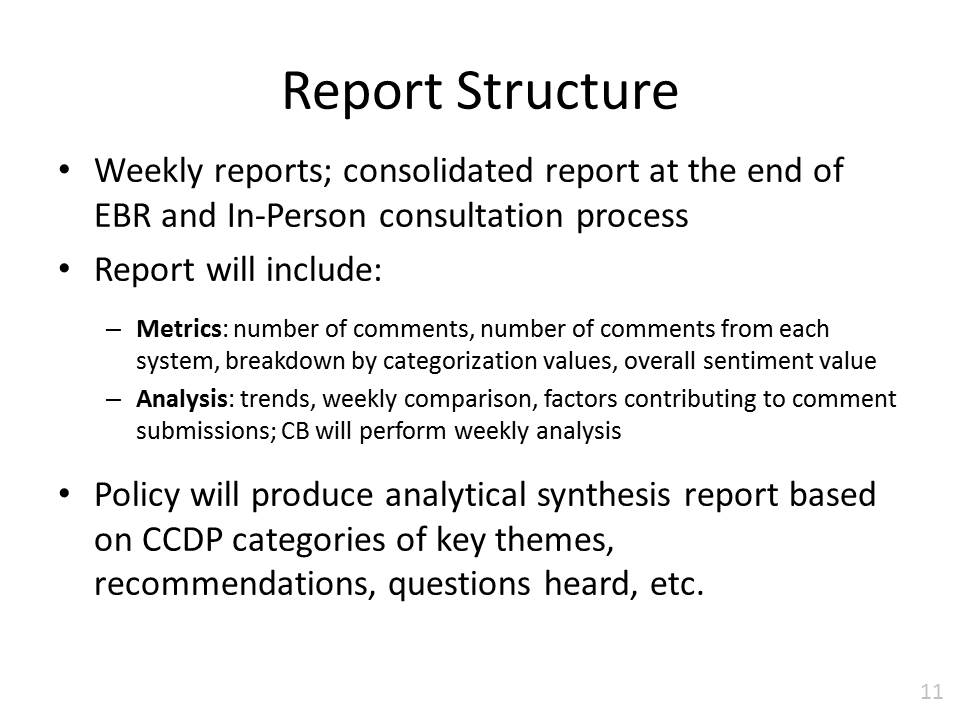 Report Structure
• Weekly reports; consolidated report at the end of
EBR and In-Person consultation process
• Report will include:
– Metrics: number of comments, number of comments from each
system, breakdown by categorization values, overall sentiment value
– Analysis: trends, weekly comparison, factors contributing to comment
submissions; CB will perform weekly analysis
• Policy will produce analytical synthesis report based
on CCDP categories of key themes,
recommendations, questions heard, etc.
11